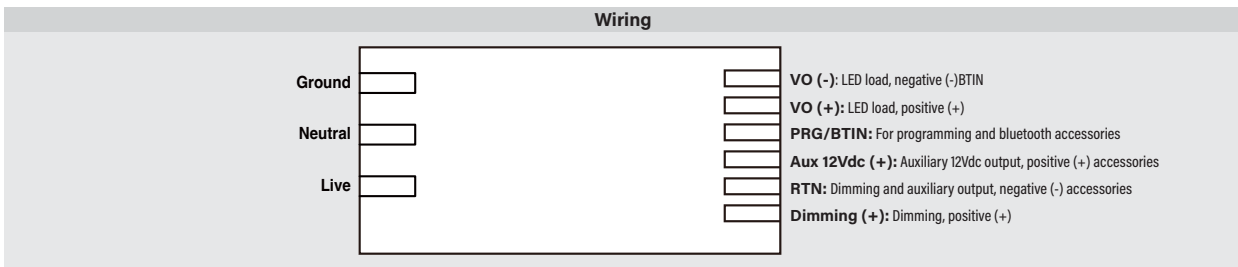 Wiring
Ground
Neutral
Live
VO (-): LED load, negative (-)BTIN
VO (+): LED load, positive (+)
PRG/BTIN: For programming and bluetooth accessories
Aux 12Vdc (+): Auxiliary 12Vdc output, positive (+) accessories
RTN: Dimming and auxiliary output, negative (-) accessories
Dimming (+): Dimming, positive (+)